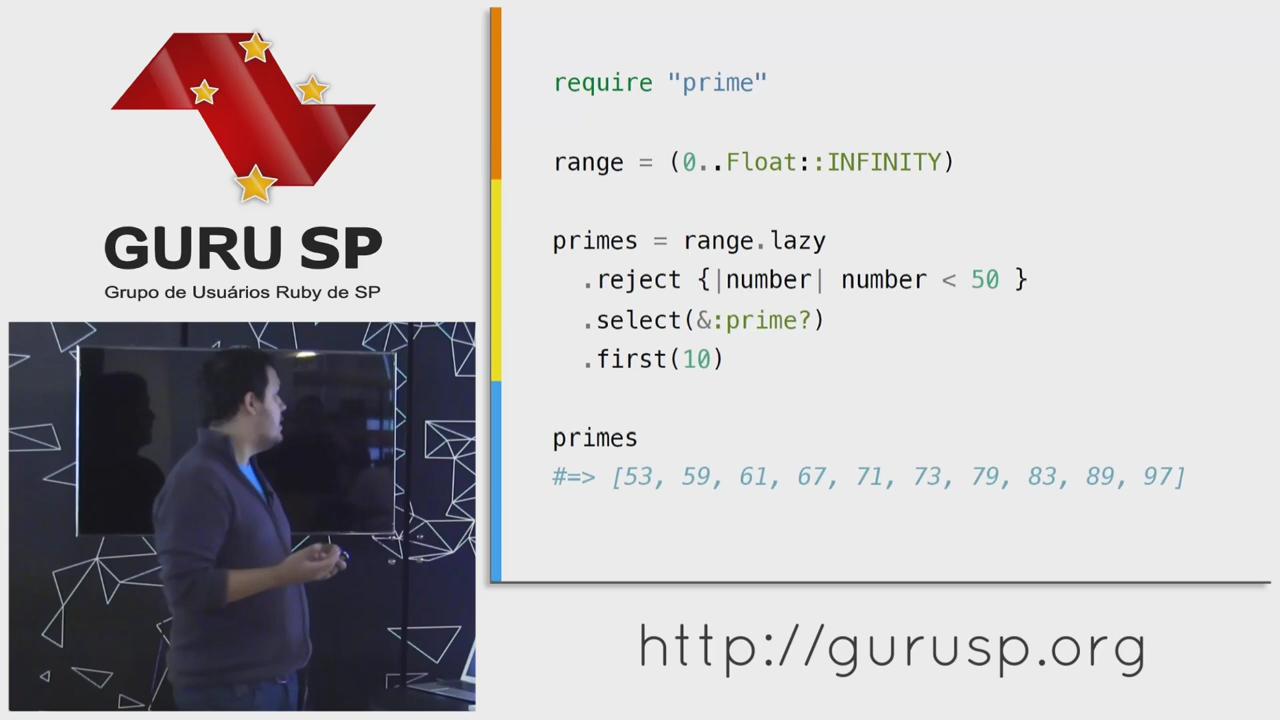 GURU SP
Grupo de Usuários Ruby de SP
require "prime"
range = (0..Float::INFINITY)
primes = range.lazy
  .reject {|number| number < 50 }
  .select(&:prime?)
  .first(10)
primes
#=> [53, 59, 61, 67, 71, 73, 79, 83, 89, 97]
http://gurusp.org